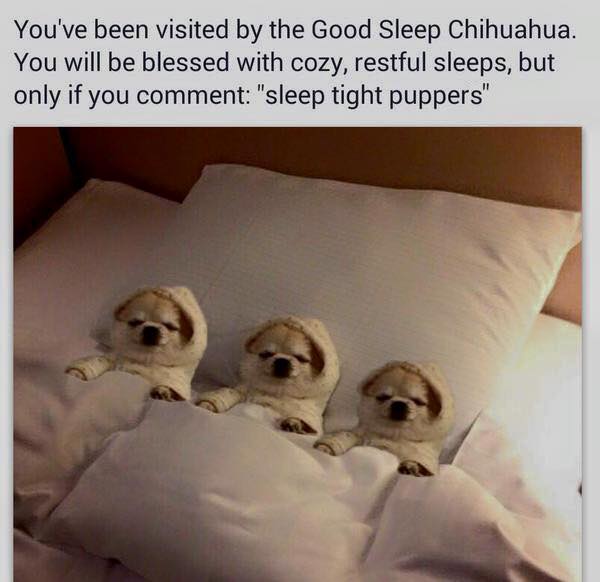 You've been visited by the Good Sleep Chihuahua.
You will be blessed with cozy, restful sleeps, but
only if you comment: "sleep tight puppers"